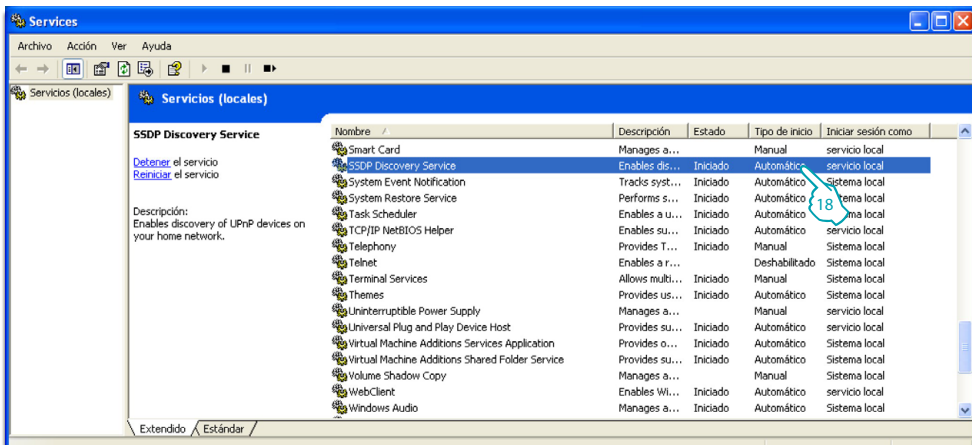 Services
Archivo Acción Ver Ayuda
Servicios (locales)
Servicios (locales)
SSDP Discovery Service
Detener el servicio
Reiniciar el servicio
Descripción:
Enables discovery of UPnP devices on
your home network.
Nombre Descripción Estado Tipo de inicio Iniciar sesión como
Smart Card Manages a... Manual servicio local
SSDP Discovery Service Enables dis... Iniciado Automático servicio local
System Event Notification Tracks syst... Iniciado Automático Sistema local
System Restore Service Performs s... Iniciado Automático local
Task Scheduler Enables a u... Iniciado Automático local
TCP/IP NetBIOS Helper Enables su... Iniciado Automático servicio local
Telephony Provides T... Iniciado Manual Sistema local
Telnet Enables a r... Deshabilitado Sistema local
Terminal Services Allows multi... Iniciado Manual Sistema local
Themes Provides us... Iniciado Automático Sistema local
Uninterruptible Power Supply Manages a... Manual servicio local
Universal Plug and Play Device Host Provides su... Iniciado Automático servicio local
Virtual Machine Additions Services Application Provides o... Iniciado Automático Sistema local
Virtual Machine Additions Shared Folder Service Provides su... Iniciado Automático Sistema local
Volume Shadow Copy Manages a... Manual Sistema local
WebClient Enables Wi... Iniciado Automático servicio local
Windows Audio Manages a... Iniciado Automático Sistema local
18
Extendido Estándar